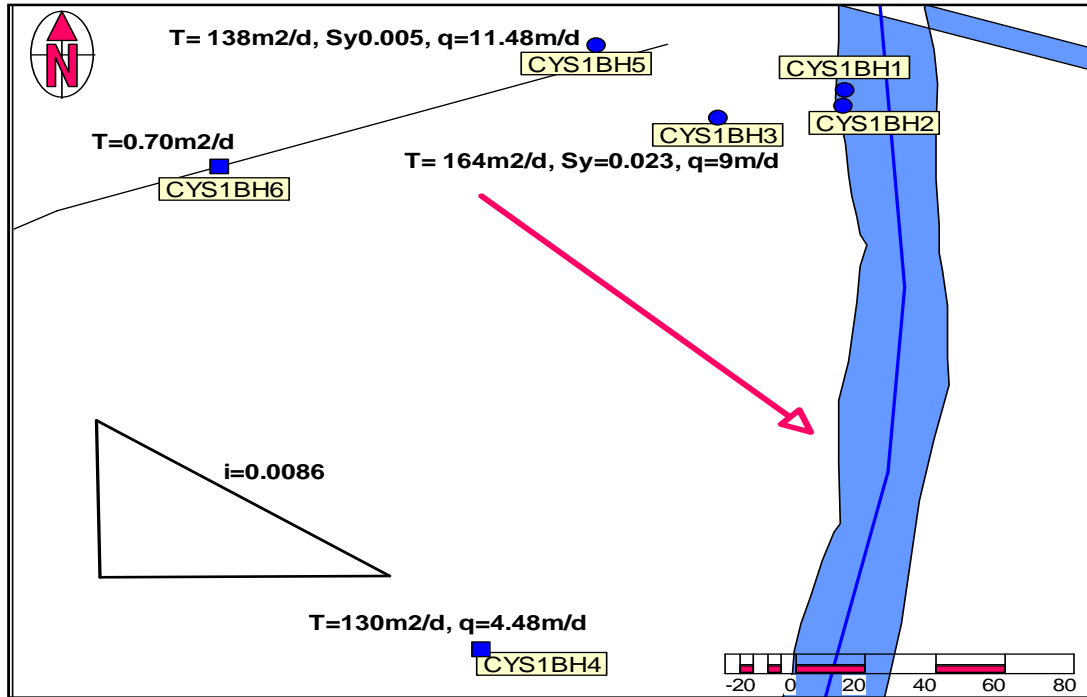 N
T= 138m2/d, Sy0.005, q=11.48m/d
CYS1BH5
CYS1BH1
CYS1BH2
CYS1BH3
T=0.70m2/d
CYS1BH6
T= 164m2/d, Sy=0.023, q=9m/d
i=0.0086
T=130m2/d, q=4.48m/d
CYS1BH4
-20 0 20 40 60 80